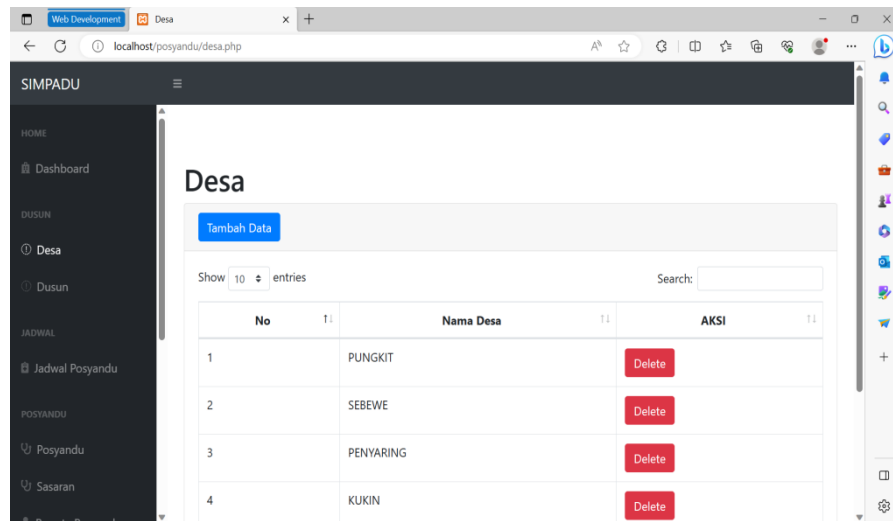 Web Development Desa
localhost/posyandu/desa.php
SIMPADU
HOME
Dashboard
DUSUN
Desa
Dusun
JADWAL
Jadwal Posyandu
POSYANDU
Posyandu
Sasaran
Desa
Tambah Data
Show 10 entries Search:
No Nama Desa AKSI
1 PUNGKIT Delete
2 SEBEWE Delete
3 PENYARING Delete
4 KUKIN Delete